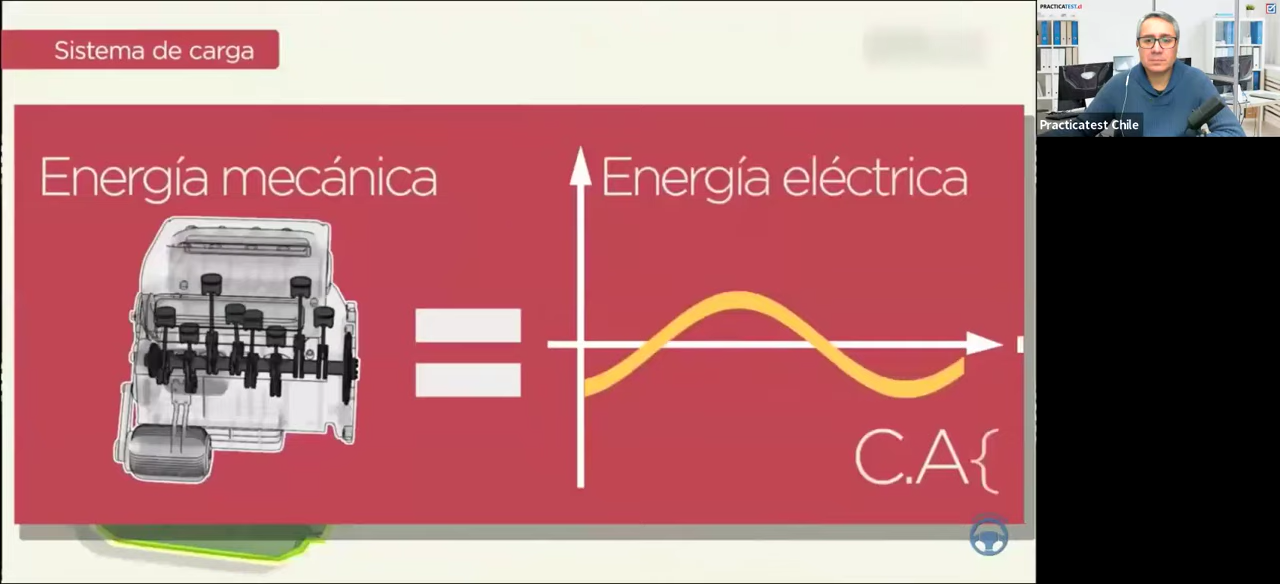 Sistema de carga
Energía mecánica
Energía eléctrica
C.A{
PRACTICATEST.cl
Practicatest Chile